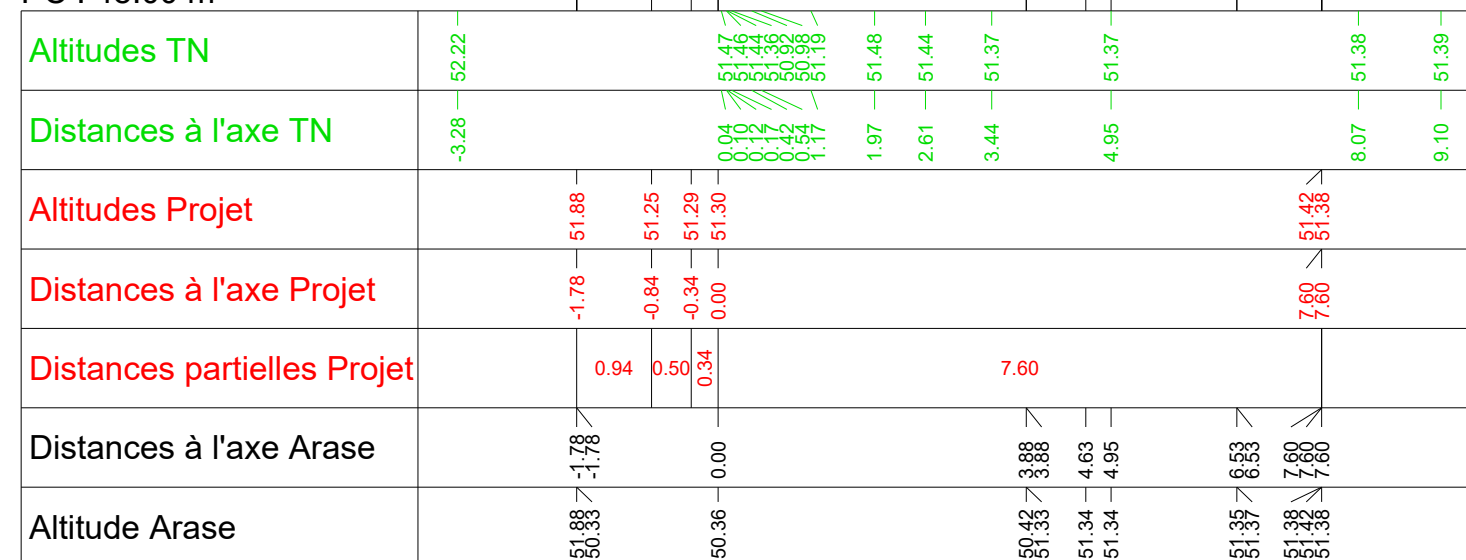 Altitudes TN 52.22 51.47 51.46 51.44 51.36 50.92 50.98 51.19 51.48 51.44 51.37 51.37 51.38 51.39
Distances à l'axe TN -3.28 0.04 0.10 0.12 0.17 0.42 0.54 1.17 1.97 2.61 3.44 4.95 8.07 9.10
Altitudes Projet 51.88 51.25 51.29 51.30 51.42 51.38
Distances à l'axe Projet -1.78 -0.84 -0.34 0.00 7.60 7.60
Distances partielles Projet 0.94 0.50 0.34 7.60
Distances à l'axe Arase -1.78 -1.78 0.00 3.88 3.88 4.63 4.95 6.53 6.53 7.60 7.60 7.60
Altitude Arase 51.88 50.33 50.36 50.42 51.33 51.34 51.34 51.35 51.37 51.38 51.42 51.38